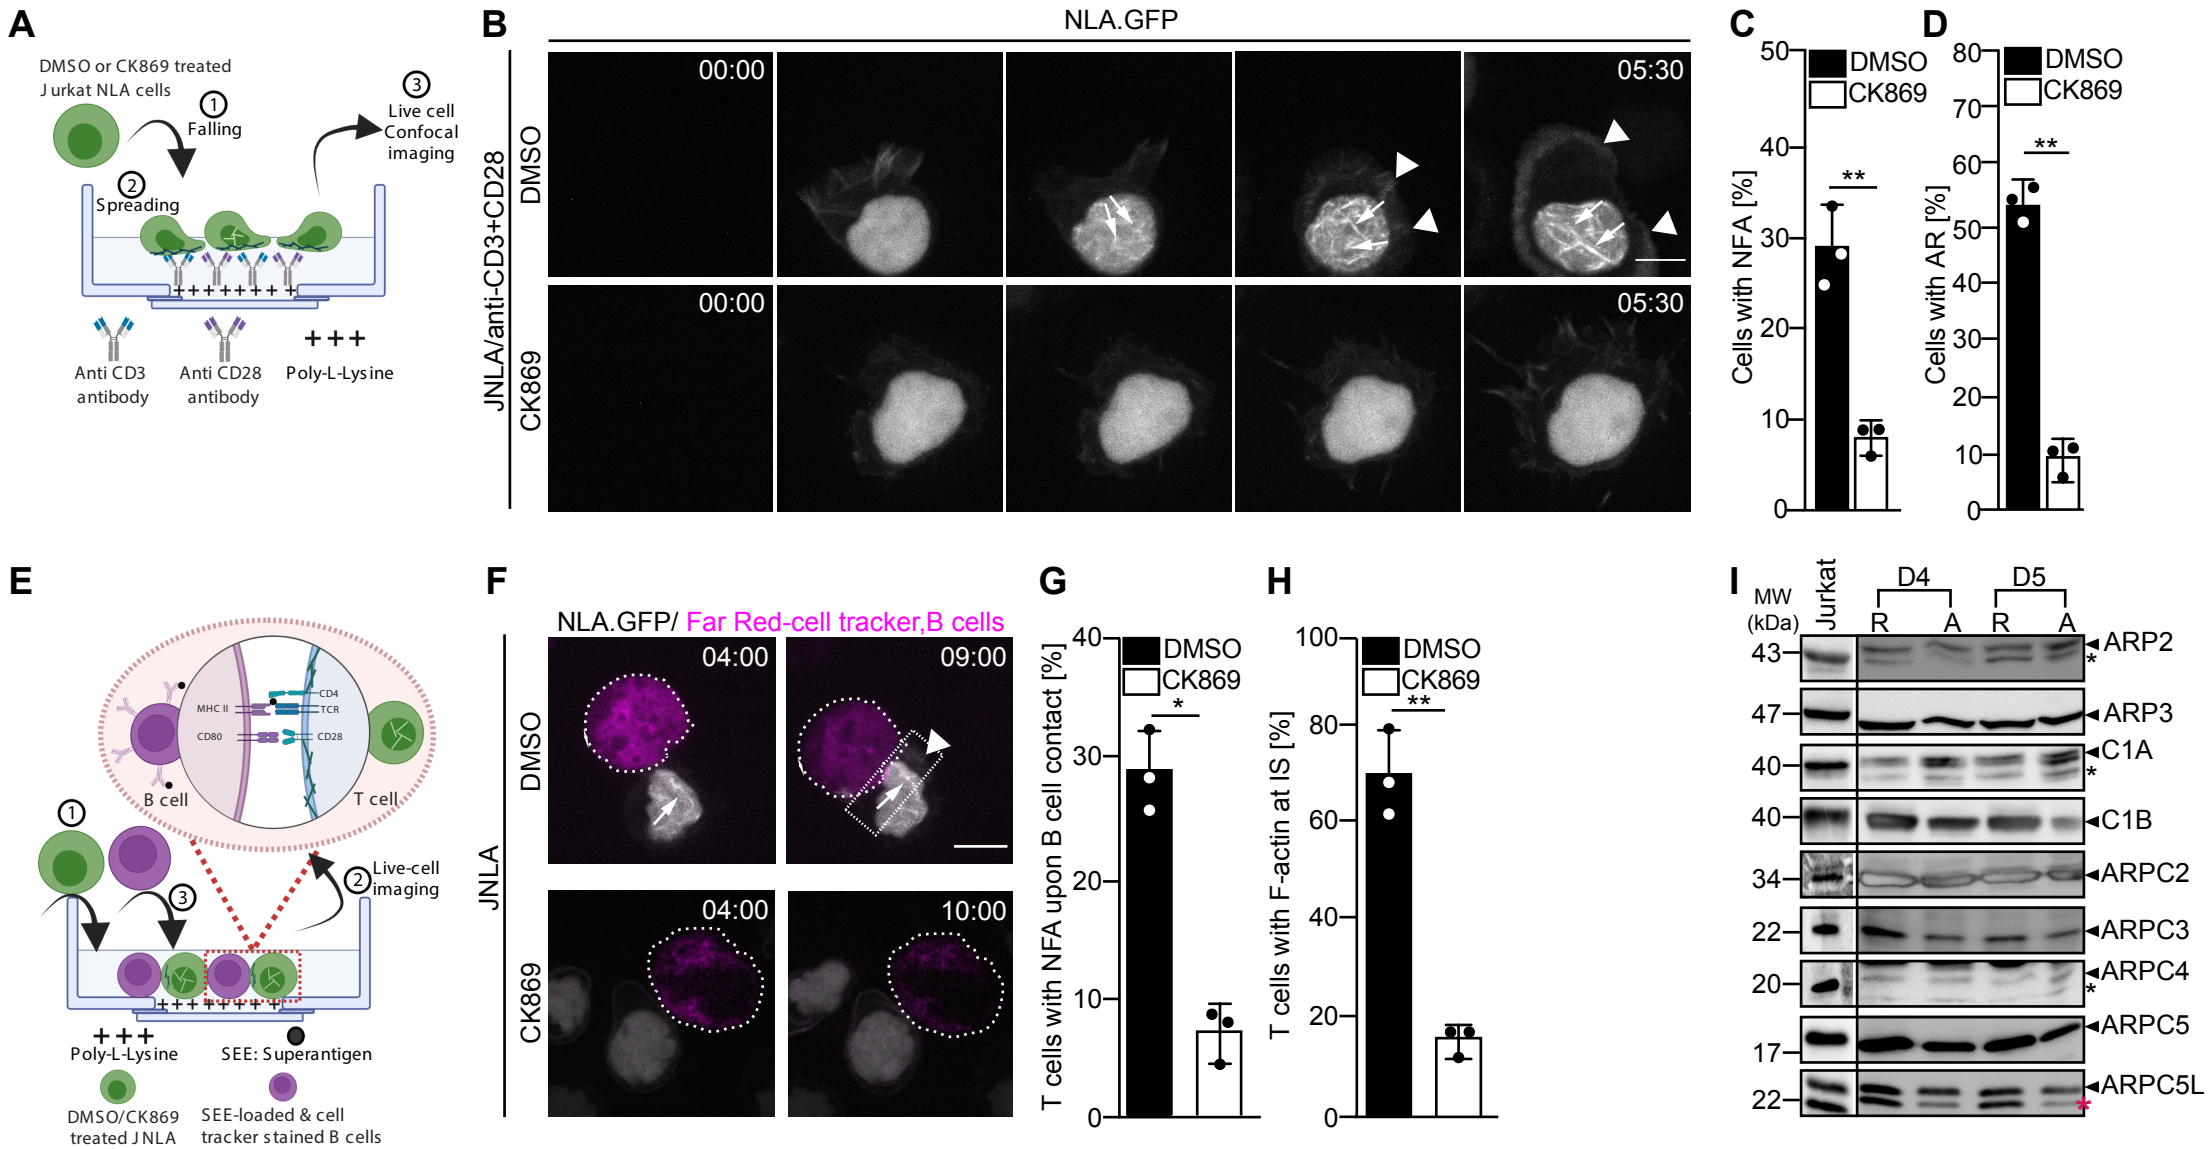 A
DMSO or CK869 treated
Jurkat NLA cells
1
Falling
2
Spreading
3
Live cell
Confocal
imaging
+ + + + + + + +
Anti CD3
antibody
Anti CD28
antibody
+ + +
Poly-L-Lysine
B
NLA.GFP
JNLA/anti-CD3+CD28
DMSO
00:00
05:30
CK869
00:00
05:30
C
Cells with NFA [%]
50
40
30
20
10
0
DMSO
CK869
**
D
Cells with AR [%]
80
70
60
50
40
30
20
10
0
DMSO
CK869
**
E
MHC II
CD80
CD4
TCR
CD28
B cell
T cell
1
3
2
Live-cell
imaging
+ + + + + + + +
+ + +
Poly-L-Lysine
SEE: Superantigen
DMSO/CK869
treated JNLA
SEE-loaded & cell
tracker stained B cells
F
NLA.GFP/ Far Red-cell tracker,B cells
JNLA
DMSO
04:00
09:00
CK869
04:00
10:00
G
T cells with NFA upon B cell contact [%]
40
30
20
10
0
DMSO
CK869
*
H
T cells with F-actin at IS [%]
100
80
60
40
20
0
DMSO
CK869
**
I
MW
(kDa)
Jurkat
D4
D5
R A R A
43 ARP2
*
47 ARP3
40 C1A
*
40 C1B
34 ARPC2
22 ARPC3
20 ARPC4
*
17 ARPC5
22 ARPC5L
*